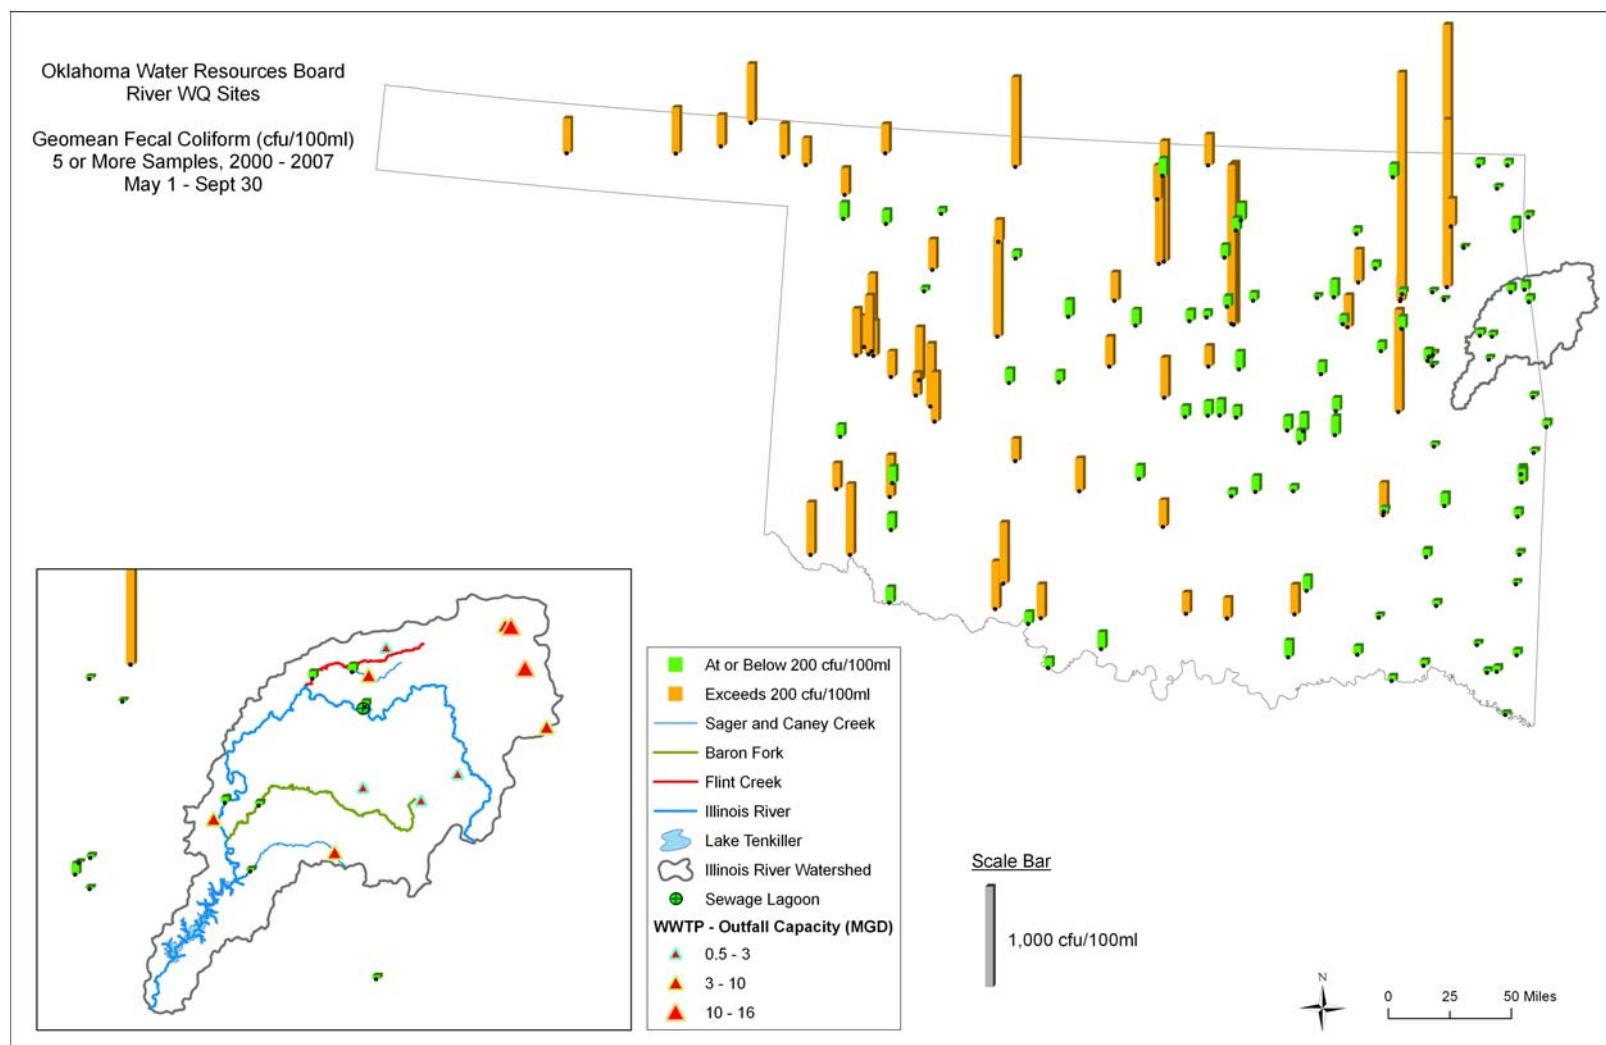 Oklahoma Water Resources Board
River WQ Sites
Geomean Fecal Coliform (cfu/100ml)
5 or More Samples, 2000 - 2007
May 1 - Sept 30
At or Below 200 cfu/100ml
Exceeds 200 cfu/100ml
Sager and Caney Creek
Baron Fork
Flint Creek
Illinois River
Lake Tenkiller
Illinois River Watershed
Sewage Lagoon
WWTP - Outfall Capacity (MGD)
0.5 - 3
3 - 10
10 - 16
Scale Bar
1,000 cfu/100ml
N
0 25 50 Miles